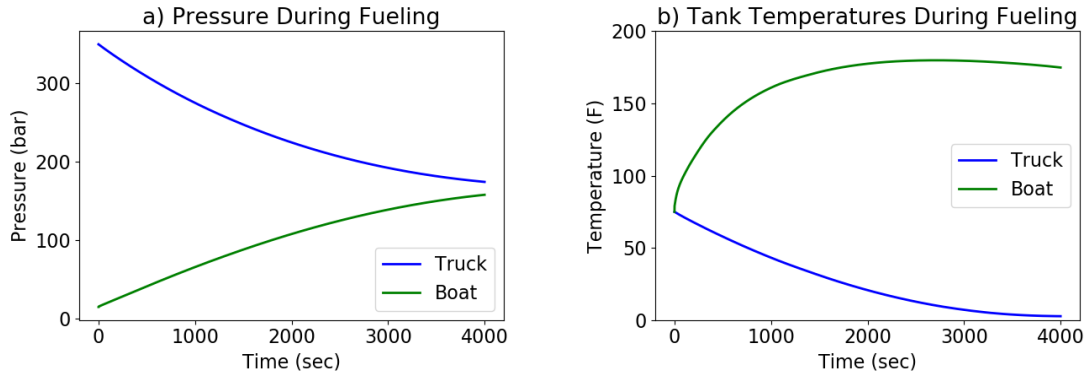 a) Pressure During Fueling
Pressure (bar)
300
200
100
0
Truck
Boat
0 1000 2000 3000 4000
Time (sec)
b) Tank Temperatures During Fueling
Temperature (F)
200
150
100
50
0
Truck
Boat
0 1000 2000 3000 4000
Time (sec)